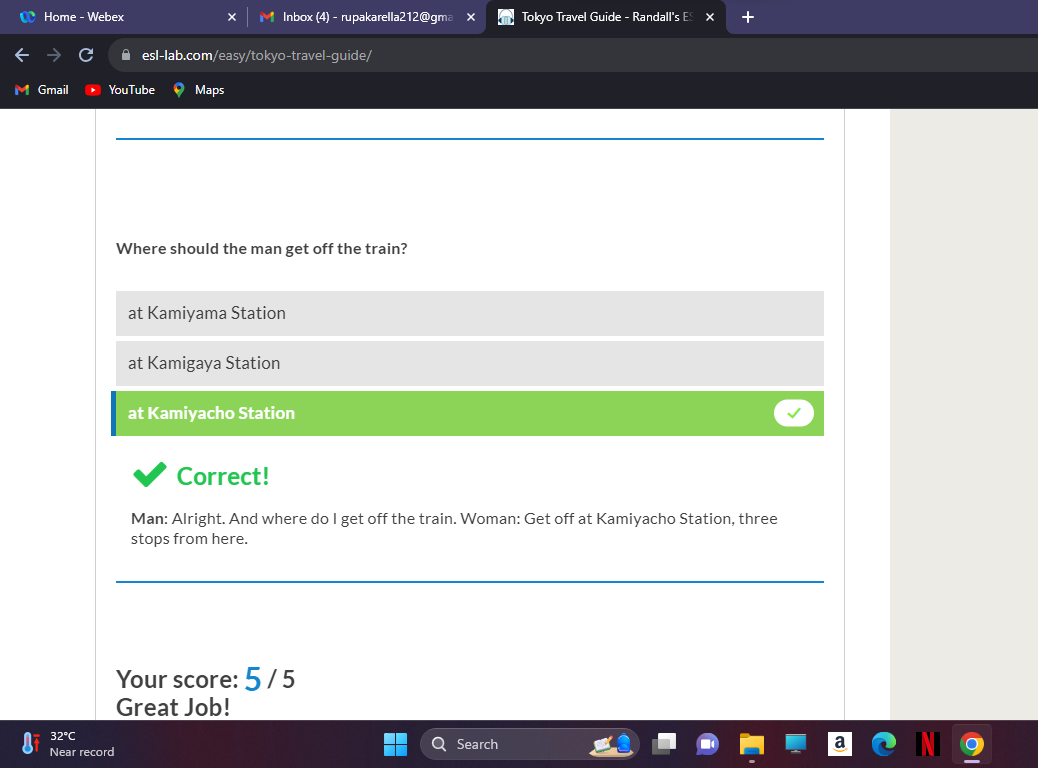 Home - Webex
Inbox (4) - rupakarella212@gma
Tokyo Travel Guide - Randall's ES
esl-lab.com/easy/tokyo-travel-guide/
Gmail YouTube Maps
Where should the man get off the train?
at Kamiyama Station
at Kamigaya Station
at Kamiyacho Station
Correct!
Man: Alright. And where do I get off the train. Woman: Get off at Kamiyacho Station, three
stops from here.
Your score: 5 / 5
Great Job!
32°C
Near record
Search
a
N